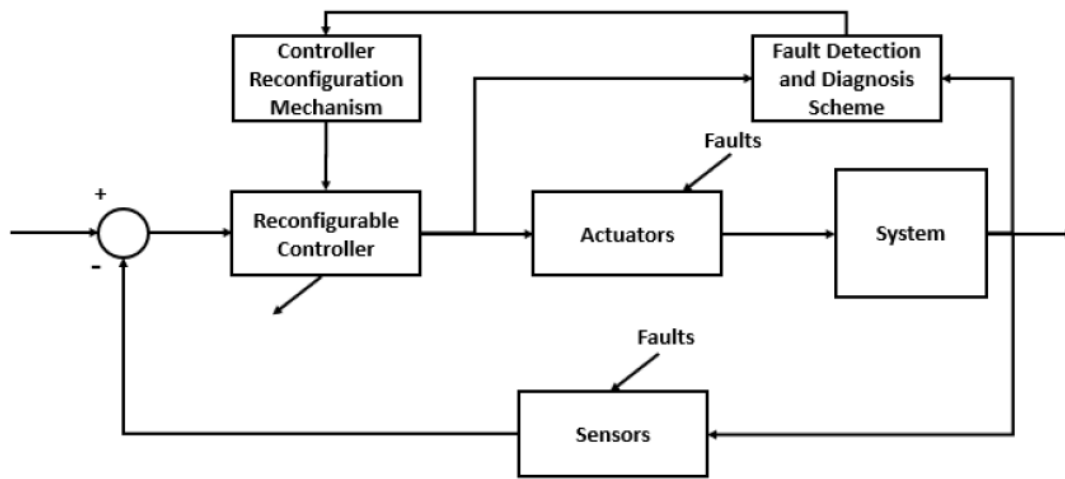 Controller
Reconfiguration
Mechanism
Fault Detection
and Diagnosis
Scheme
Faults
+
-
Reconfigurable
Controller
Actuators
System
Faults
Sensors